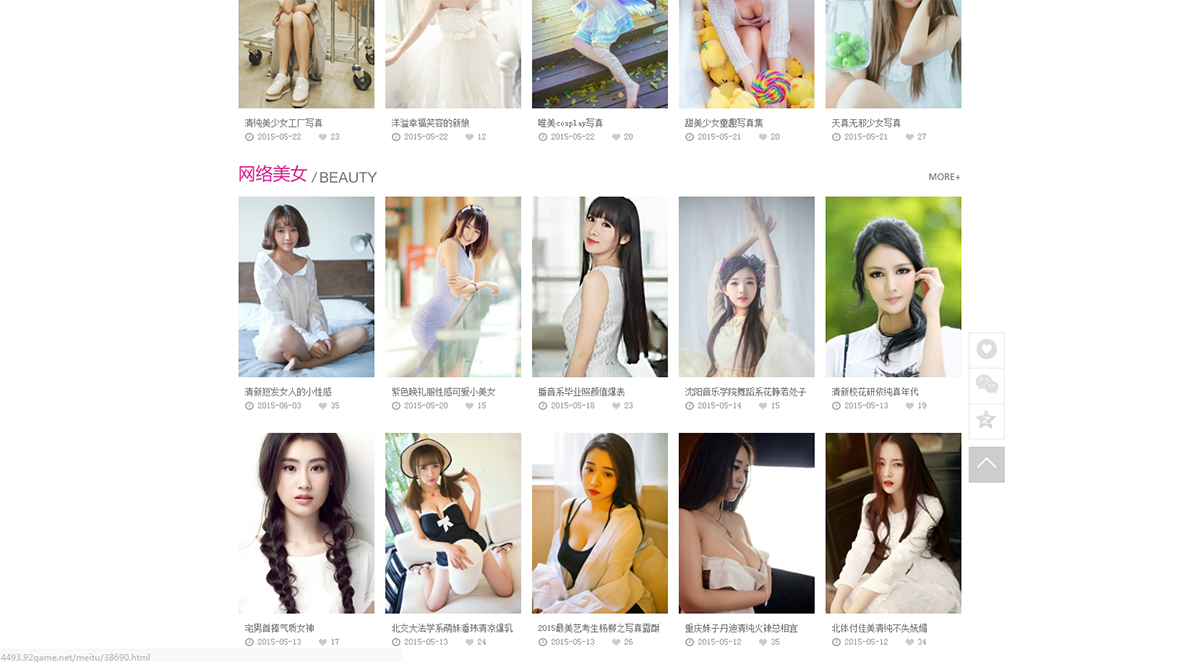 清纯美少女工厂写真
2015-05-22 23
洋溢幸福笑容的新娘
2015-05-22 12
唯美cosplay写真
2015-05-22 20
甜美少女童趣写真集
2015-05-21 20
天真无邪少女写真
2015-05-21 27
网络美女 / BEAUTY
MORE+
清新短发女人的小性感
2015-06-03 35
紫色晚礼服性感可爱小美女
2015-05-20 15
播音系毕业照颜值爆表
2015-05-18 23
沈阳音乐学院舞蹈系花静若处子
2015-05-14 15
清新校花研依纯真年代
2015-05-13 19
宅男首搂气质女神
2015-05-13 17
北交大法学系萌妹潘玮清凉爆乳
2015-05-13 24
2015最美艺考生杨柳之写真露酥
2015-05-13 26
重庆妹子丹迪清纯火辣总相宜
2015-05-12 35
北体付佳美清纯不失妩媚
2015-05-12 34
4493.92game.net/meitu/38690.html